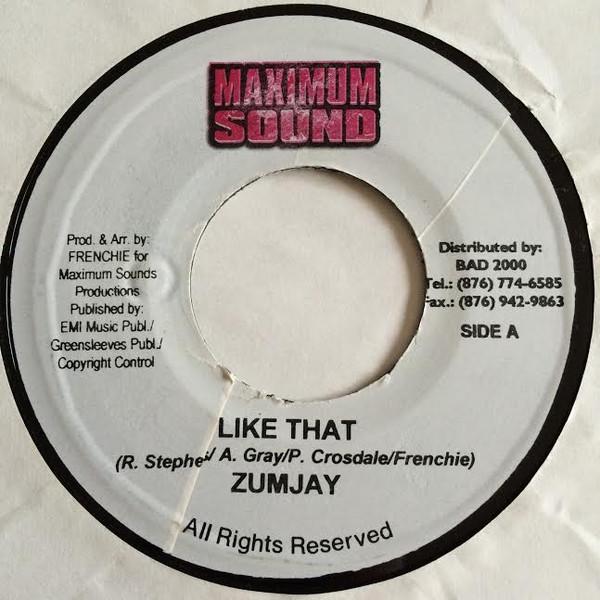 MAXIMUM
SOUND
Prod. & Arr. by:
FRENCHIE for
Maximum Sounds
Productions
Published by:
EMI Music Publ./
Greensleeves Publ./
Copyright Control
Distributed by:
BAD 2000
Tel.: (876) 774-6585
Fax.: (876) 942-9863
SIDE A
LIKE THAT
(R. Stephe/ A. Gray/P. Crosdale/Frenchie)
ZUMJAY
All Rights Reserved